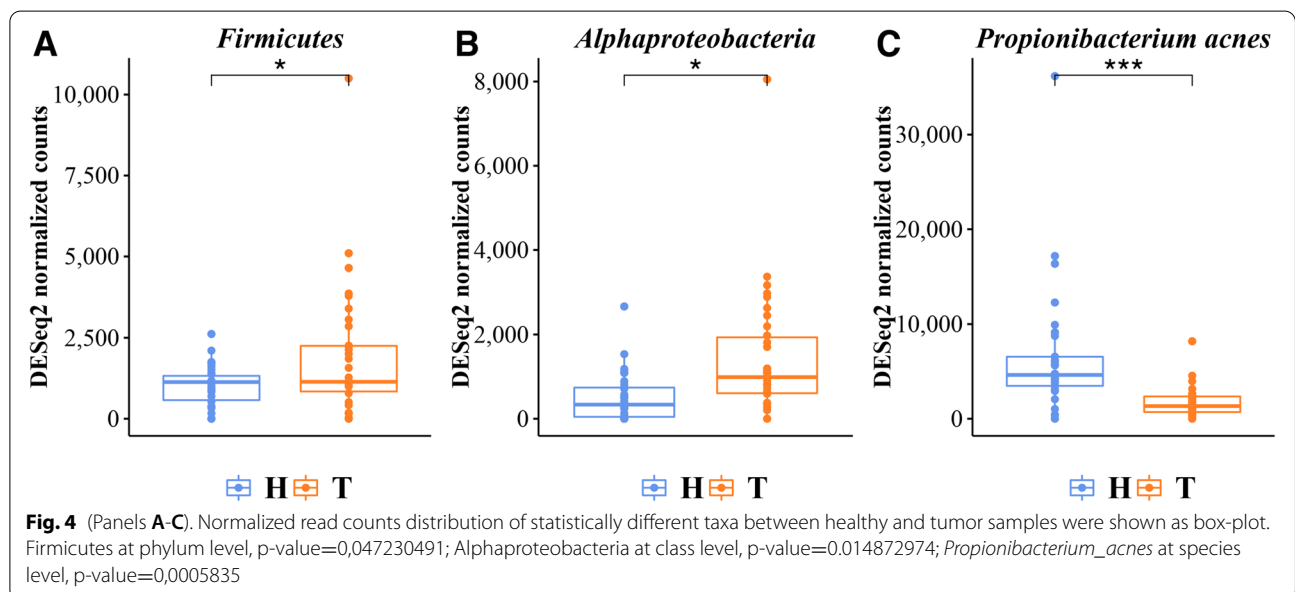 A Firmicutes
B Alphaproteobacteria
C Propionibacterium acnes
*
*
***
DESeq2 normalized counts
10,000
7,500
5,000
2,500
0
DESeq2 normalized counts
8,000
6,000
4,000
2,000
0
DESeq2 normalized counts
30,000
20,000
10,000
0
H T
H T
H T
Fig. 4 (Panels A-C). Normalized read counts distribution of statistically different taxa between healthy and tumor samples were shown as box-plot.
Firmicutes at phylum level, p-value=0,047230491; Alphaproteobacteria at class level, p-value=0.014872974; Propionibacterium_acnes at species
level, p-value=0,0005835